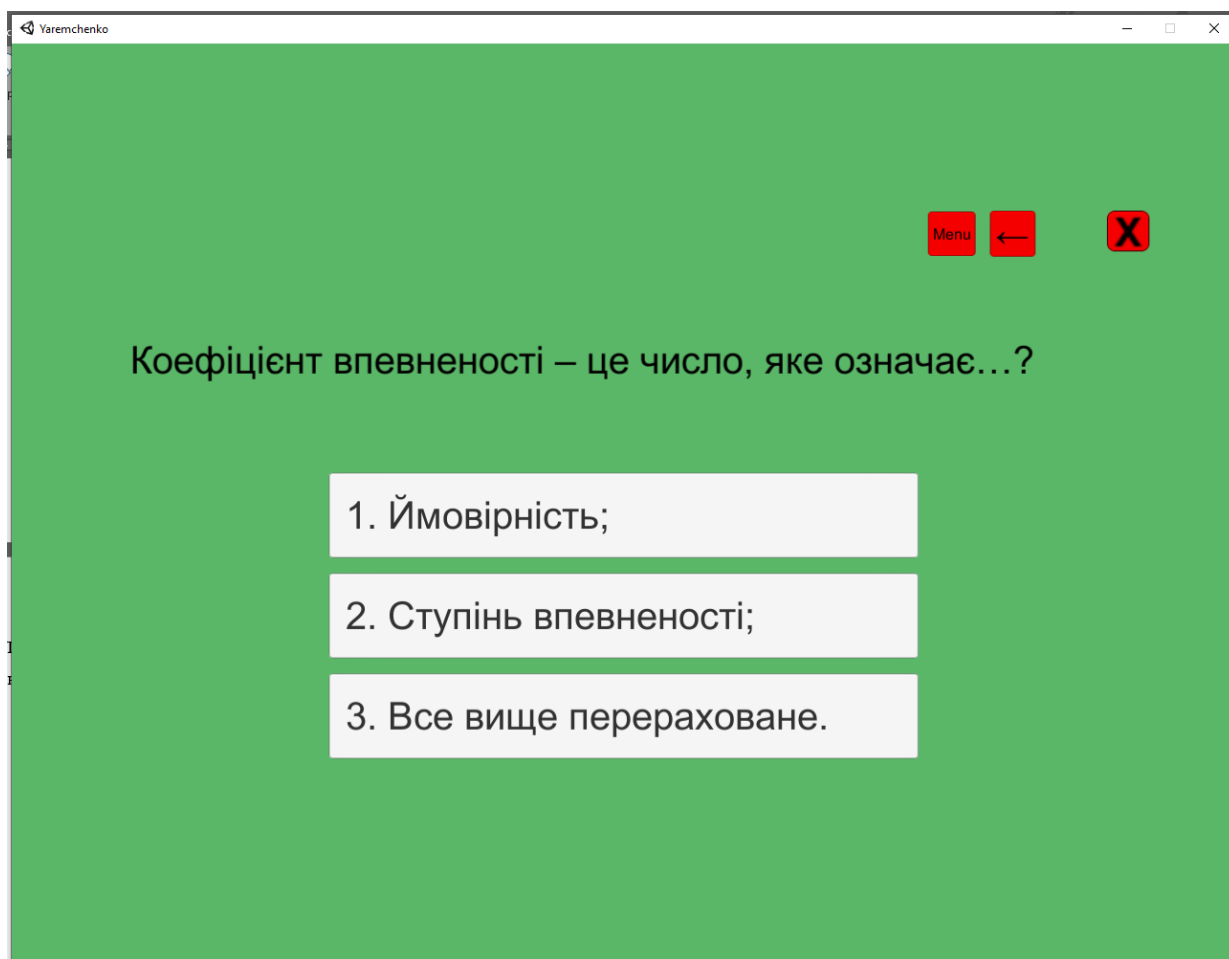 Yaremchenko
Menu ← X
Коефіцієнт впевненості – це число, яке означає…?
1. Ймовірність;
2. Ступінь впевненості;
3. Все вище перераховане.